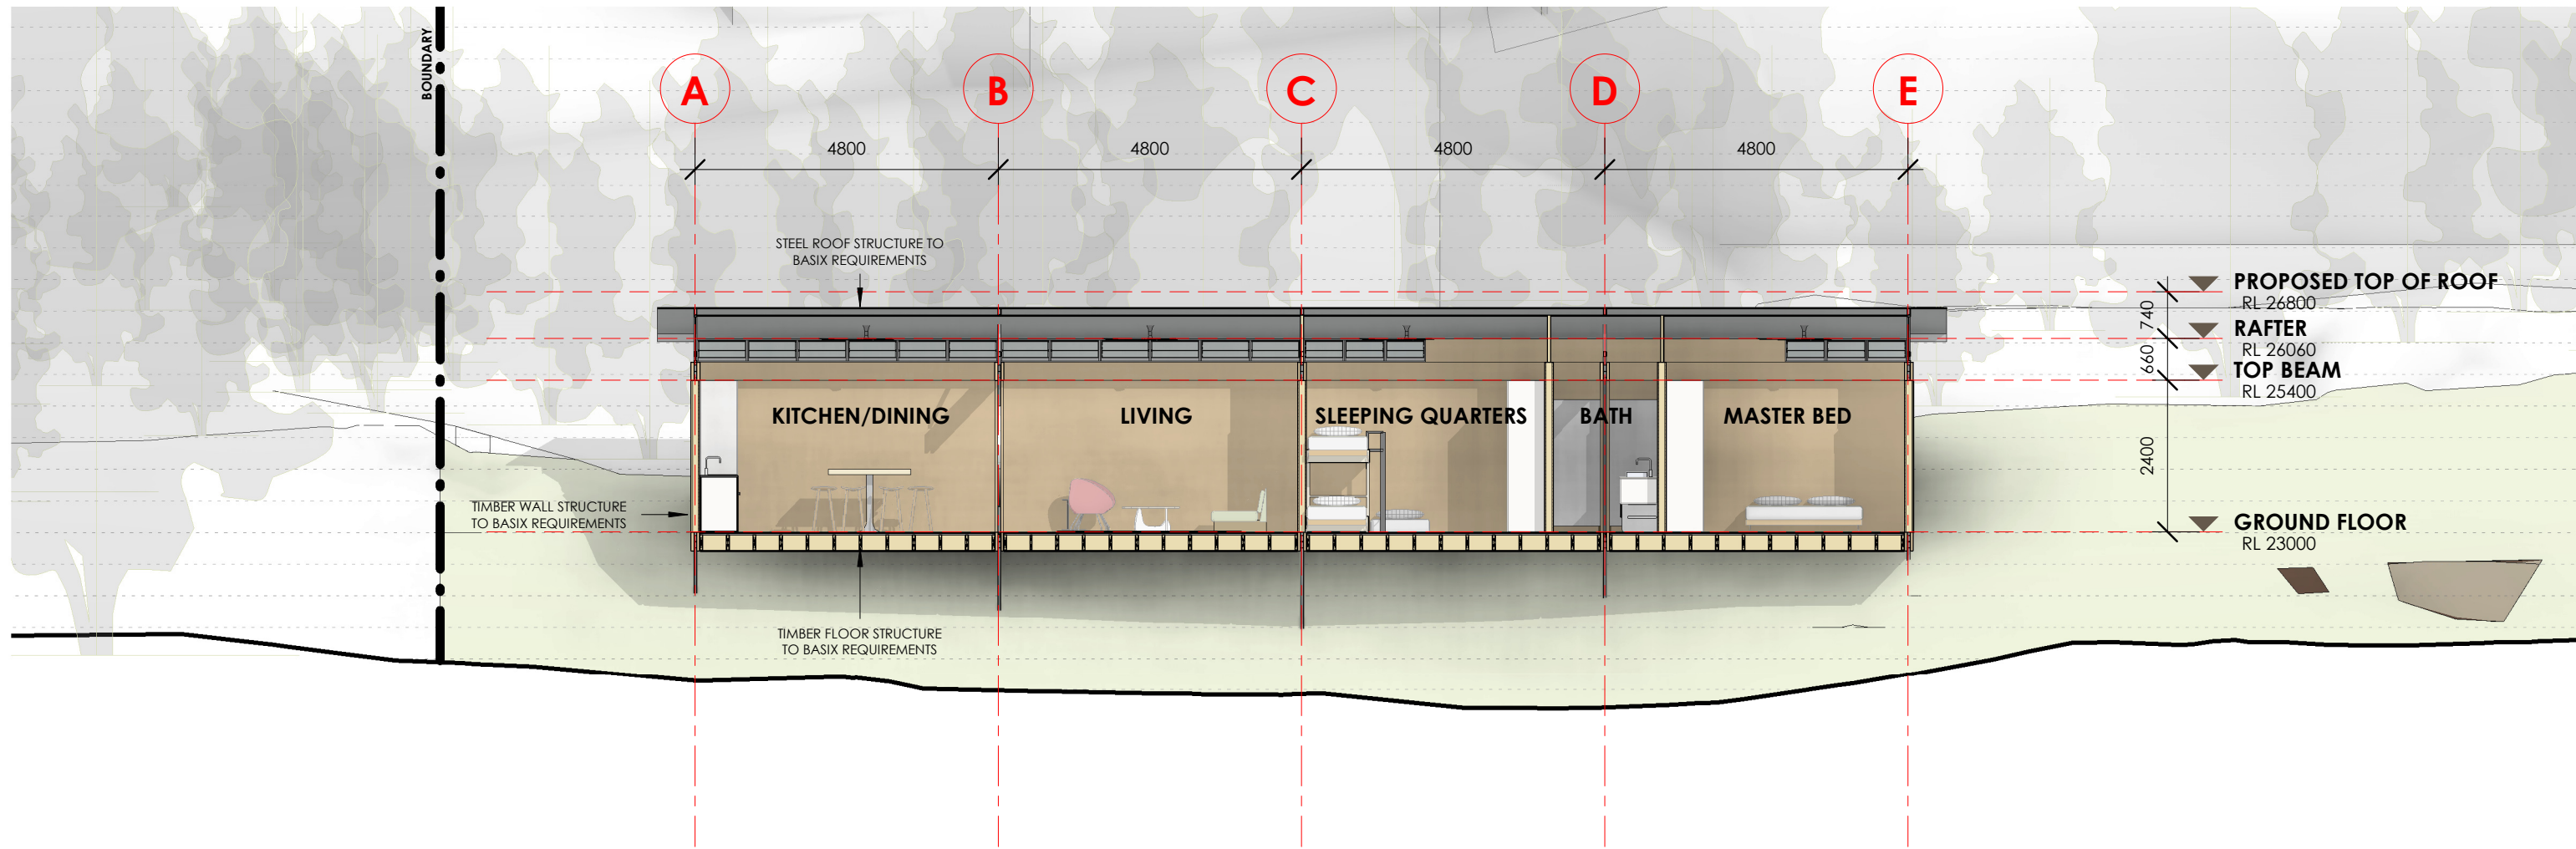 BOUNDARY
A
B
C
D
E
4800
4800
4800
4800
STEEL ROOF STRUCTURE TO
BASIX REQUIREMENTS
PROPOSED TOP OF ROOF
RL 26800
740
RAFTER
RL 26060
660
TOP BEAM
RL 25400
KITCHEN/DINING
LIVING
SLEEPING QUARTERS
BATH
MASTER BED
2400
TIMBER WALL STRUCTURE
TO BASIX REQUIREMENTS
GROUND FLOOR
RL 23000
TIMBER FLOOR STRUCTURE
TO BASIX REQUIREMENTS